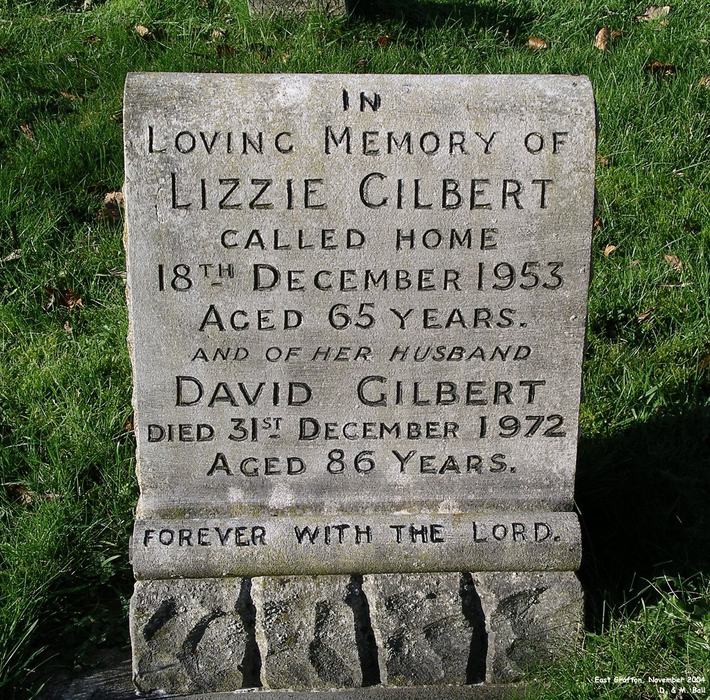 IN
LOVING MEMORY OF
LIZZIE GILBERT
CALLED HOME
18TH DECEMBER 1953
AGED 65 YEARS.
AND OF HER HUSBAND
DAVID GILBERT
DIED 31ST DECEMBER 1972
AGED 86 YEARS.
FOREVER WITH THE LORD.
East Grafton, November 2004
D. & M. Ball